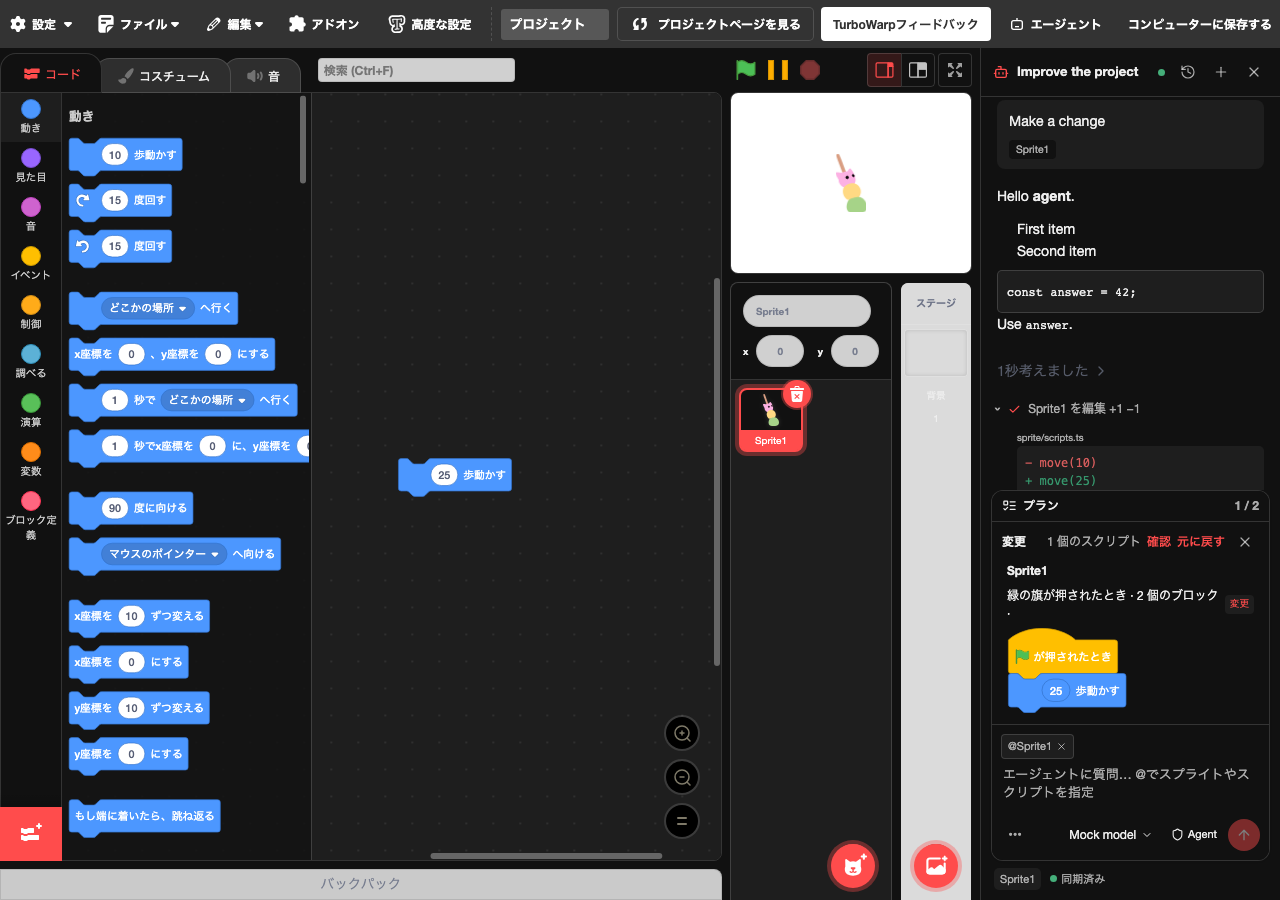 設定
ファイル
編集
アドオン
高度な設定
プロジェクト
プロジェクトページを見る
TurboWarpフィードバック
エージェント
コンピューターに保存する
コード
コスチューム
音
検索 (Ctrl+F)
動き
見た目
音
イベント
制御
調べる
演算
変数
ブロック定
義
動き
10 歩動かす
15 度回す
15 度回す
どこかの場所 へ行く
x座標を 0 、y座標を 0 にする
1 秒で どこかの場所 へ行く
1 秒でx座標を 0 に、y座標を
90 度に向ける
マウスのポインター へ向ける
x座標を 10 ずつ変える
x座標を 0 にする
y座標を 10 ずつ変える
y座標を 0 にする
もし端に着いたら、跳ね返る
25 歩動かす
バックパック
Sprite1
x 0 y 0
Sprite1
ステージ
背景
1
Improve the project
Make a change
Sprite1
Hello agent.
First item
Second item
const answer = 42;
Use answer.
1秒考えました
Sprite1 を編集 +1 −1
sprite/scripts.ts
− move(10)
+ move(25)
プラン 1 / 2
変更 1 個のスクリプト 確認 元に戻す
Sprite1
緑の旗が押されたとき · 2 個のブロック
·
変更
が押されたとき
25 歩動かす
@Sprite1
エージェントに質問... @でスプライトやス
クリプトを指定
Mock model
Agent
Sprite1
同期済み